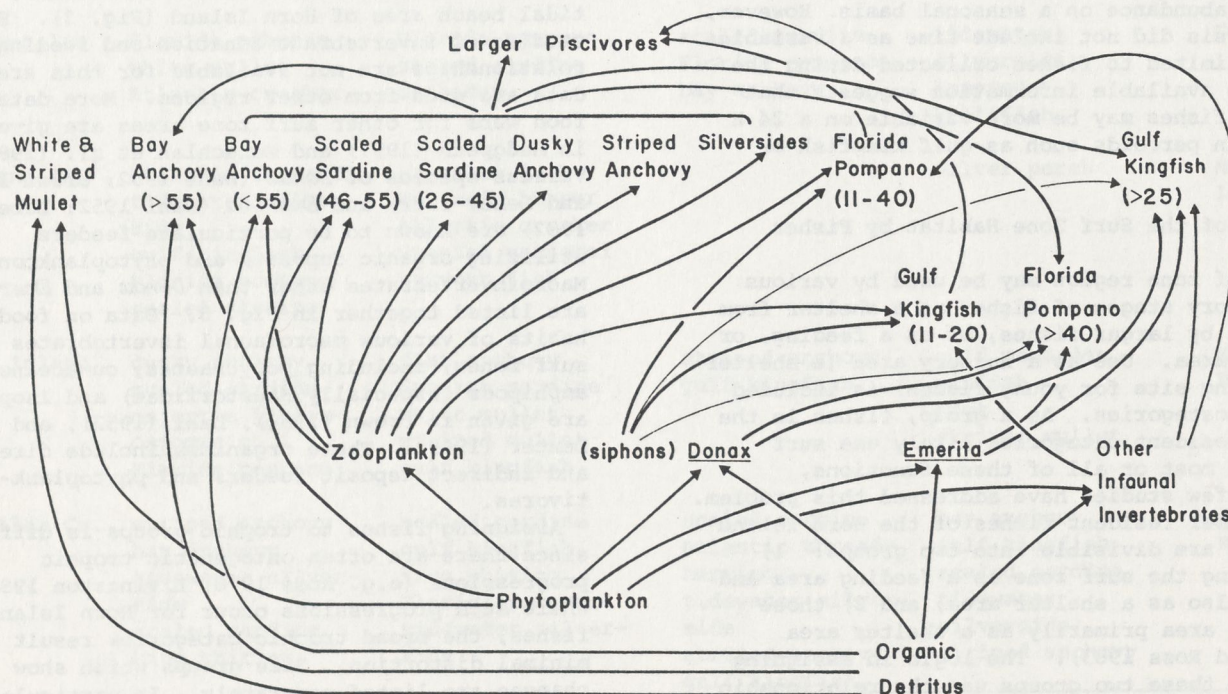 Larger Piscivores
White & Striped Mullet
Bay Anchovy (>55)
Bay Anchovy (<55)
Scaled Sardine (46-55)
Scaled Sardine (26-45)
Dusky Anchovy
Striped Anchovy
Silversides
Florida Pompano (11-40)
Gulf Kingfish (>25)
Gulf Kingfish (11-20)
Florida Pompano (>40)
Zooplankton
(siphons) Donax
Emerita
Other
Infaunal
Invertebrates
Phytoplankton
Organic
Detritus